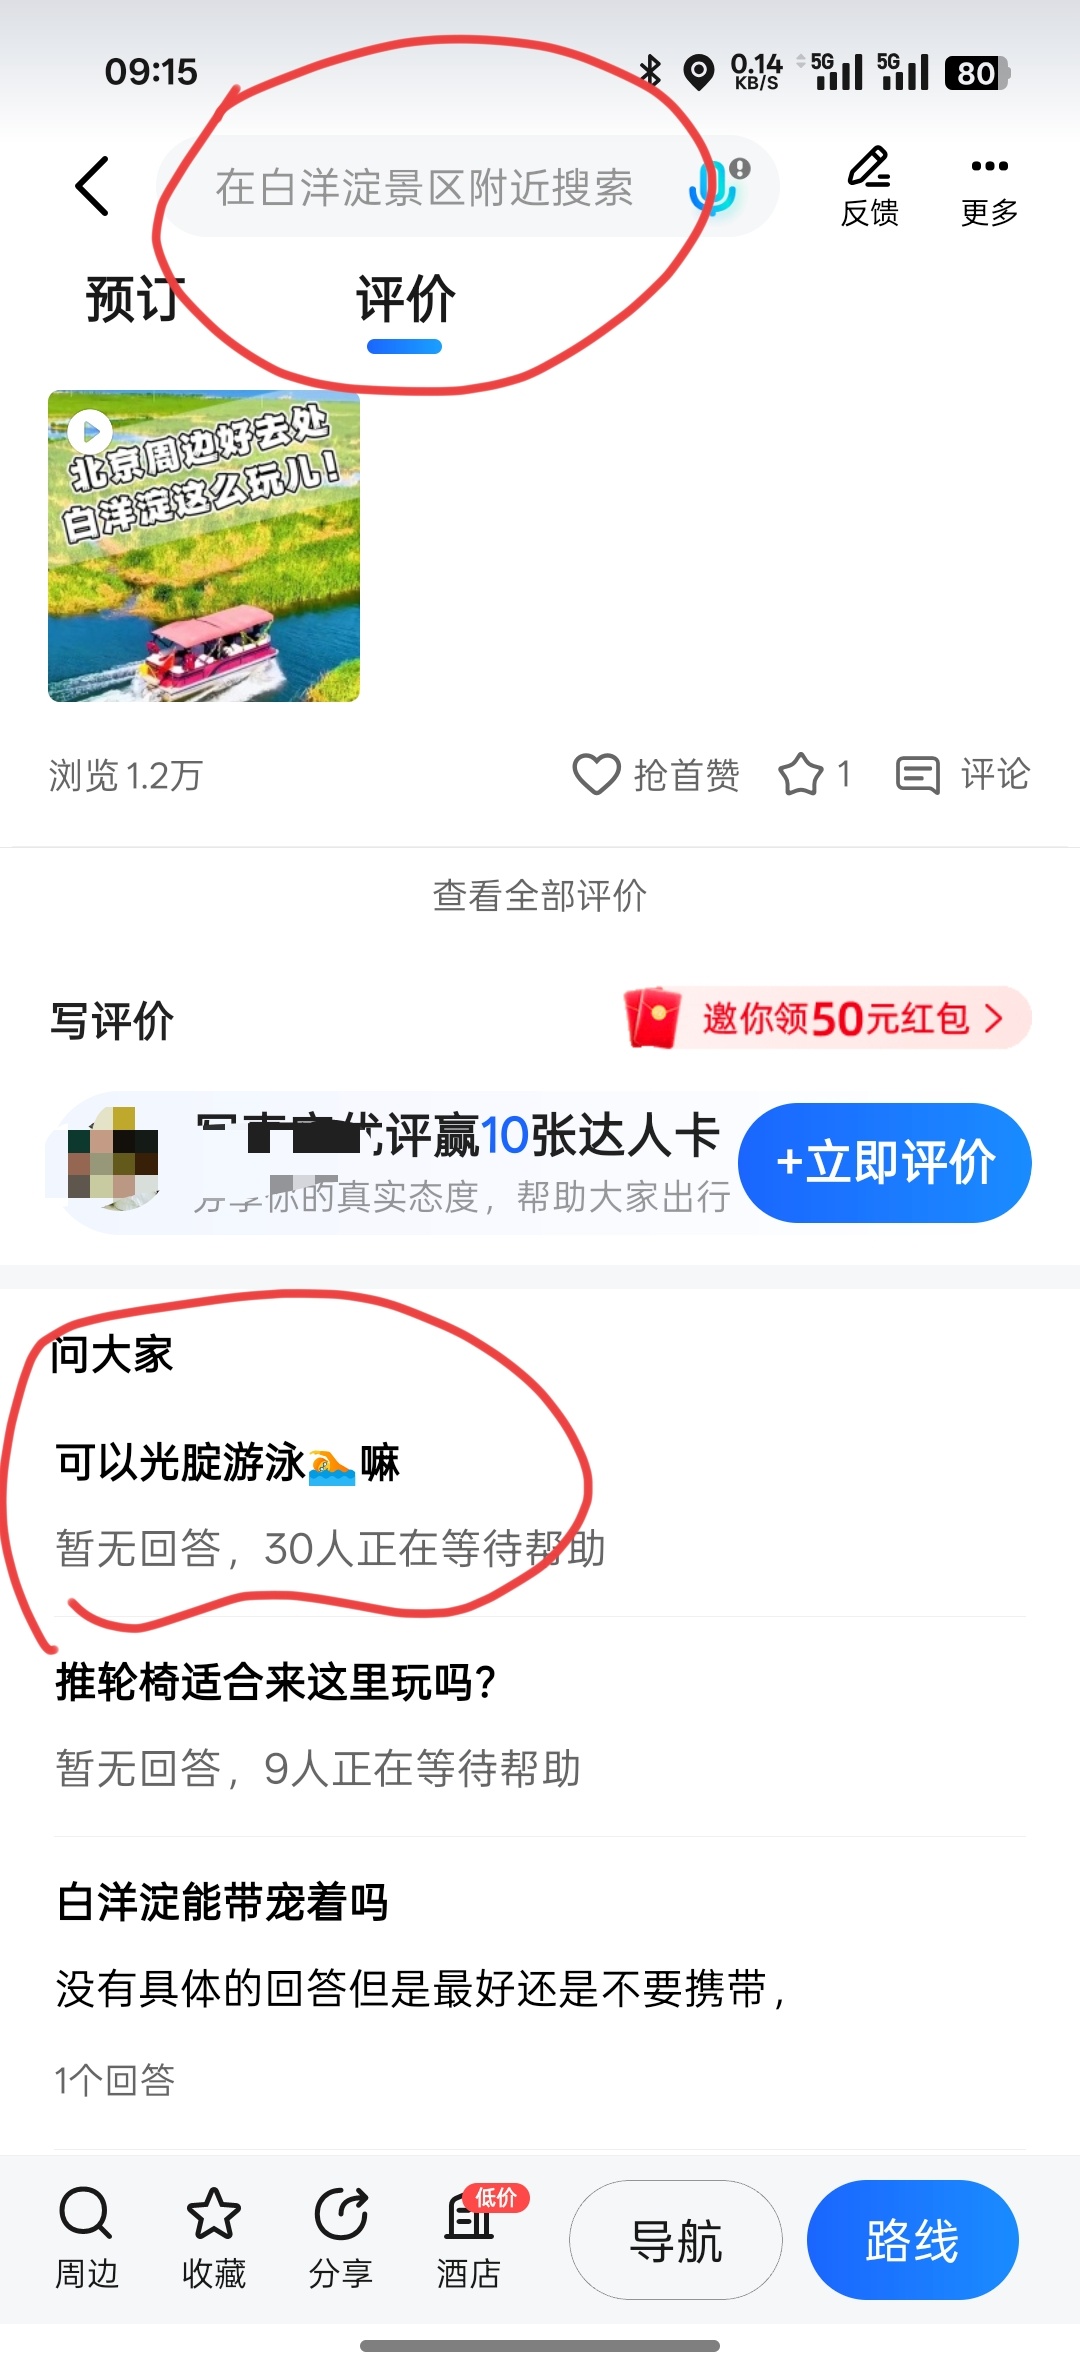 09:15
0.14
KB/S
5G
5G
80
在白洋淀景区附近搜索
反馈
更多
预订
评价
北京周边好去处
白洋淀这么玩儿!
浏览1.2万
抢首赞
1
评论
查看全部评价
写评价
邀你领50元红包
评赢10张达人卡
你的真实态度，帮助大家出行
+立即评价
问大家
可以光腚游泳🏊嘛
暂无回答，30人正在等待帮助
推轮椅适合来这里玩吗？
暂无回答，9人正在等待帮助
白洋淀能带宠着吗
没有具体的回答但是最好还是不要携带，
1个回答
低价
周边
收藏
分享
酒店
导航
路线